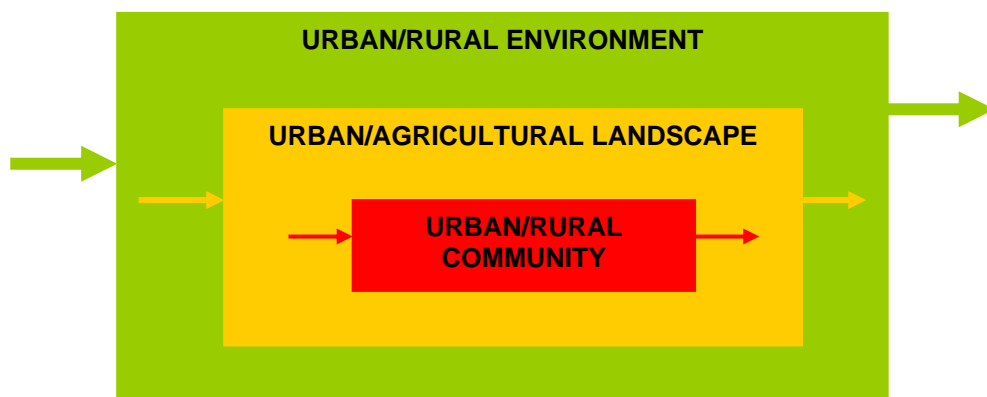 URBAN/RURAL ENVIRONMENT
URBAN/AGRICULTURAL LANDSCAPE
URBAN/RURAL
COMMUNITY